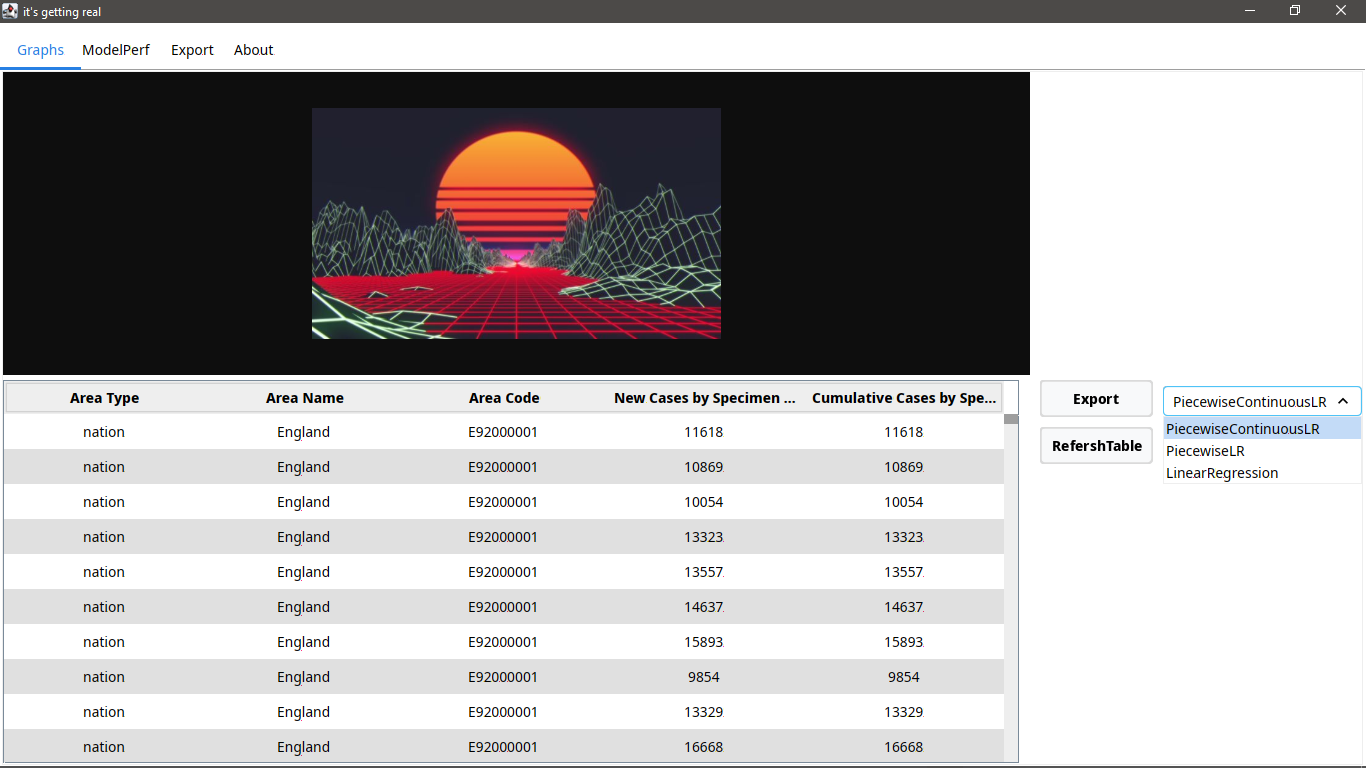 it's getting real
Graphs ModelPerf Export About
Area Type Area Name Area Code New Cases by Specimen ... Cumulative Cases by Spe...
nation England E92000001 11618 11618
nation England E92000001 10869 10869
nation England E92000001 10054 10054
nation England E92000001 13323 13323
nation England E92000001 13557 13557
nation England E92000001 14637 14637
nation England E92000001 15893 15893
nation England E92000001 9854 9854
nation England E92000001 13329 13329
nation England E92000001 16668 16668
Export
RefershTable
PiecewiseContinuousLR
PiecewiseContinuousLR
PiecewiseLR
LinearRegression